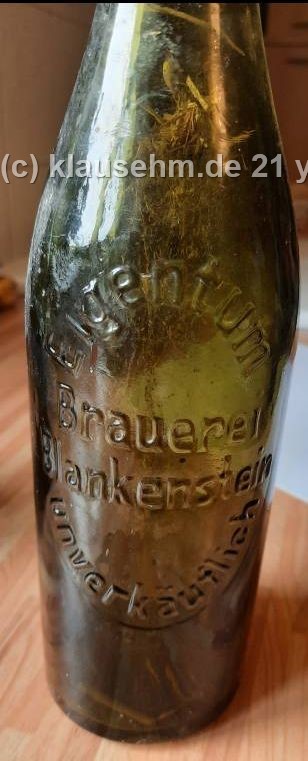 (c) klausehm.de 21 y
Eigentum
Brauerei
Blankenstein
unverkäuflich